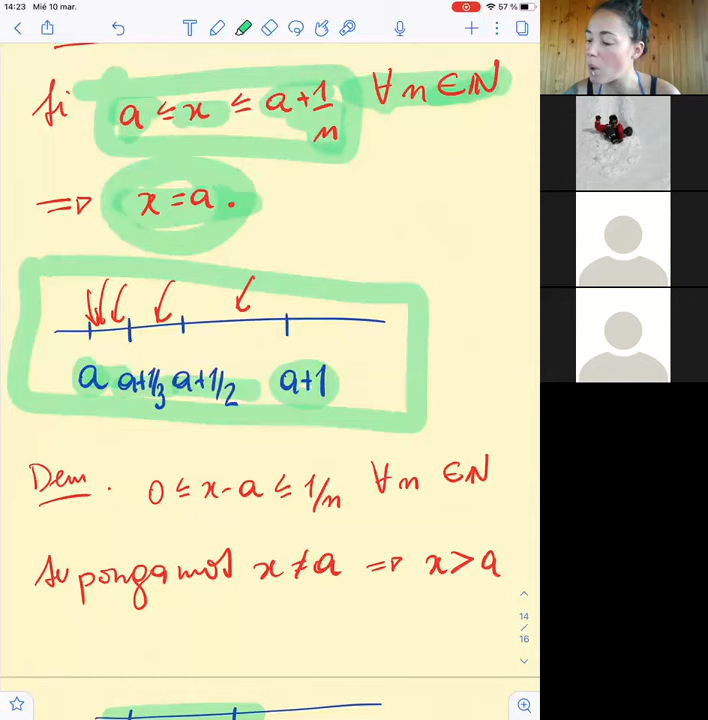 14:23 Mié 10 mar.
57 %
T
Si a ≤ x ≤ a + 1/n ∀ n ∈ ℕ
⇒ x = a.
a a+1/3 a+1/2 a+1
Dem. 0 ≤ x - a ≤ 1/n ∀ n ∈ ℕ
Supongamos x ≠ a ⇒ x > a
14
/
16